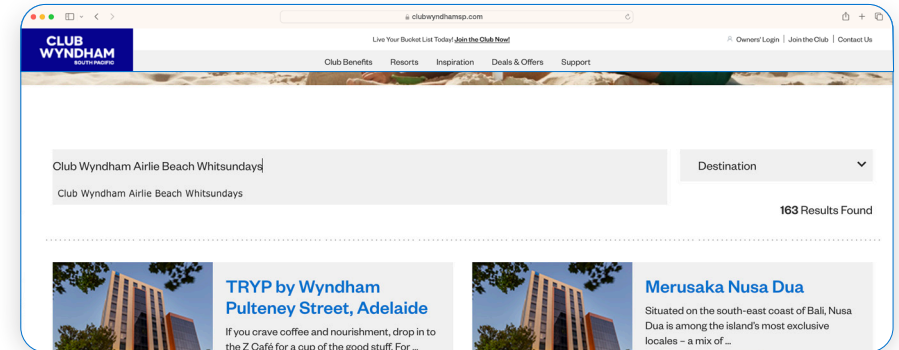 clubwyndhamsp.com
CLUB
WYNDHAM
SOUTH PACIFIC
Live Your Bucket List Today! Join the Club Now!
Owners' Login | Join the Club | Contact Us
Club Benefits Resorts Inspiration Deals & Offers Support
Club Wyndham Airlie Beach Whitsundays
Destination
Club Wyndham Airlie Beach Whitsundays
163 Results Found
TRYP by Wyndham
Pulteney Street, Adelaide
If you crave coffee and nourishment, drop in to
the Z Café for a cup of the good stuff. For ...
Merusaka Nusa Dua
Situated on the south-east coast of Bali, Nusa
Dua is among the island's most exclusive
locales – a mix of ...